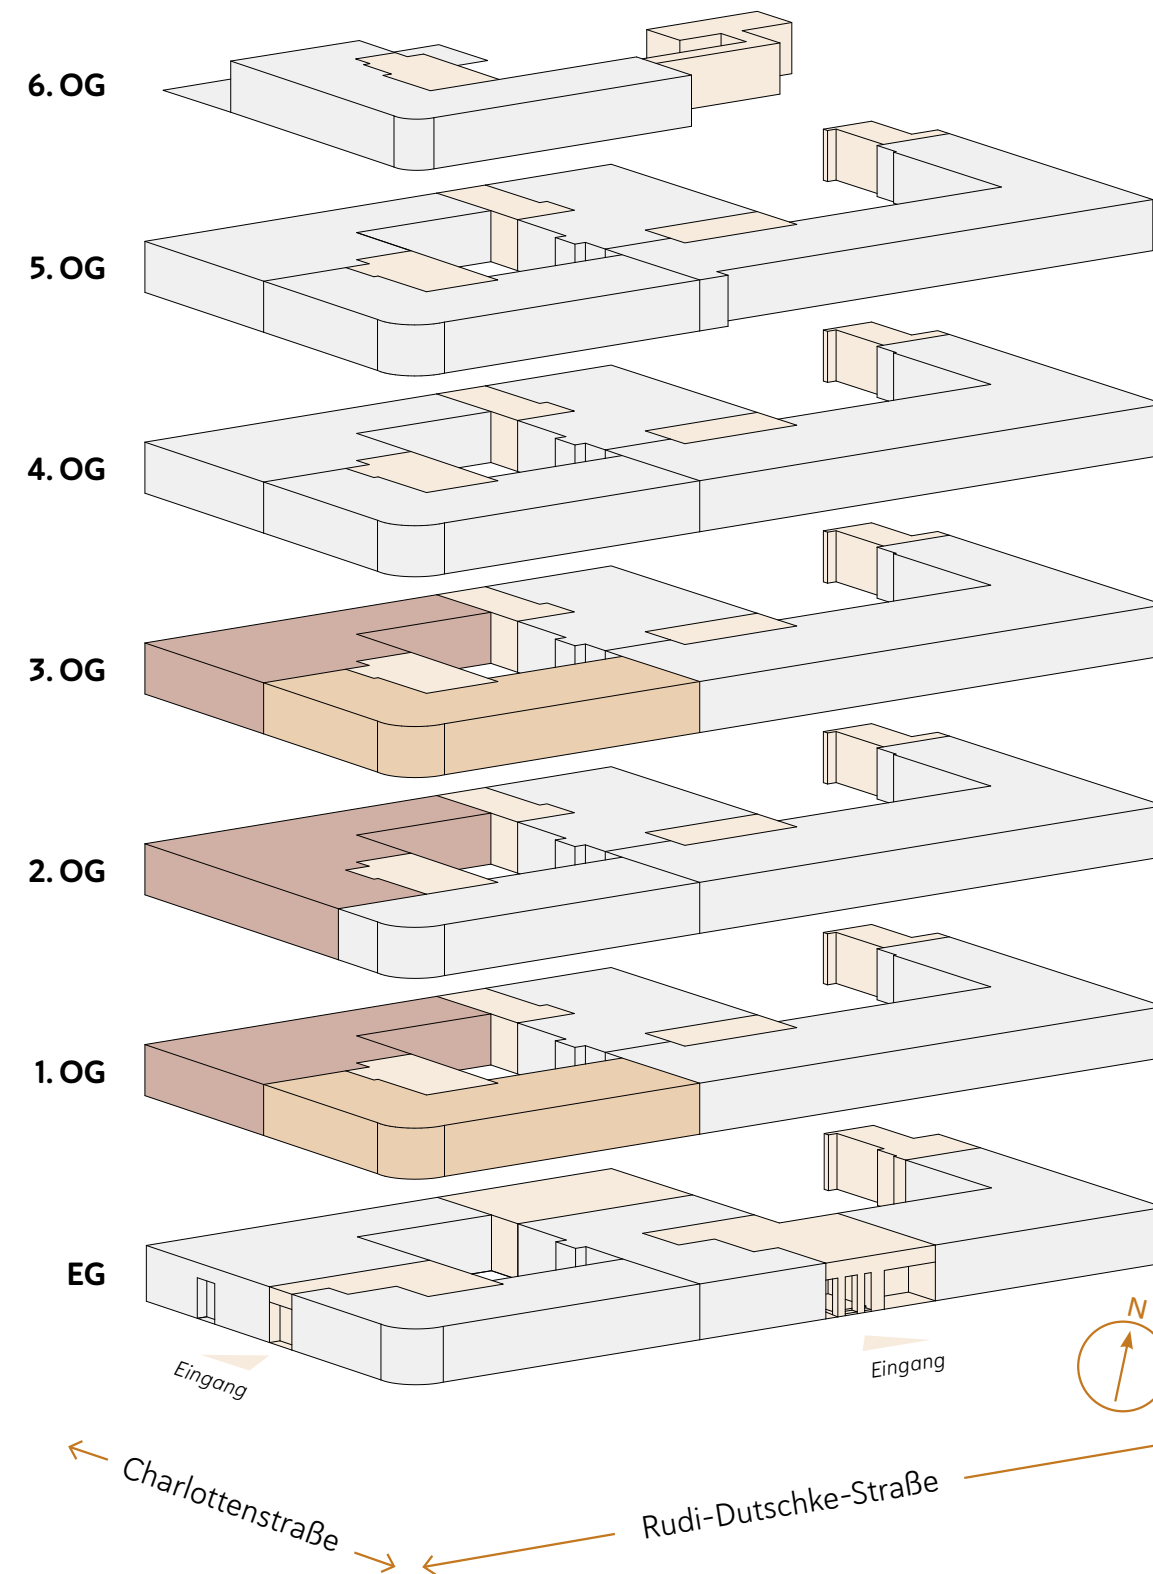 6. OG
5. OG
4. OG
3. OG
2. OG
1. OG
EG
N
Eingang
Eingang
Charlottenstraße
Rudi-Dutschke-Straße